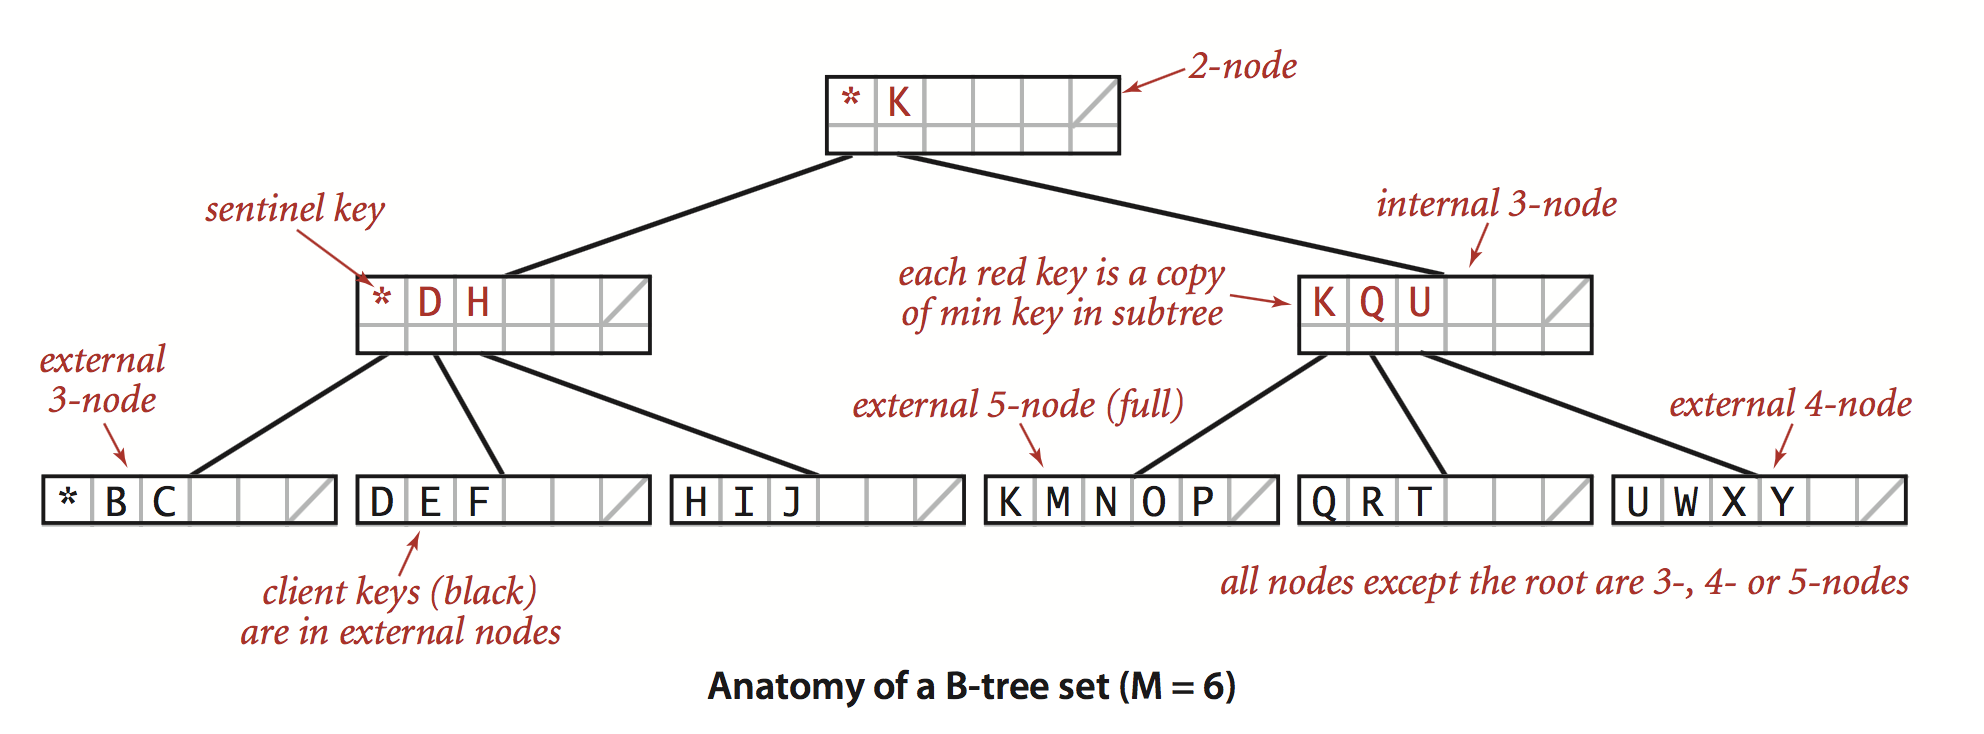 2-node
* K
sentinel key
internal 3-node
each red key is a copy
of min key in subtree
* D H
K Q U
external
3-node
external 5-node (full)
external 4-node
* B C
D E F
H I J
K M N O P
Q R T
U W X Y
client keys (black)
are in external nodes
all nodes except the root are 3-, 4- or 5-nodes
Anatomy of a B-tree set (M = 6)